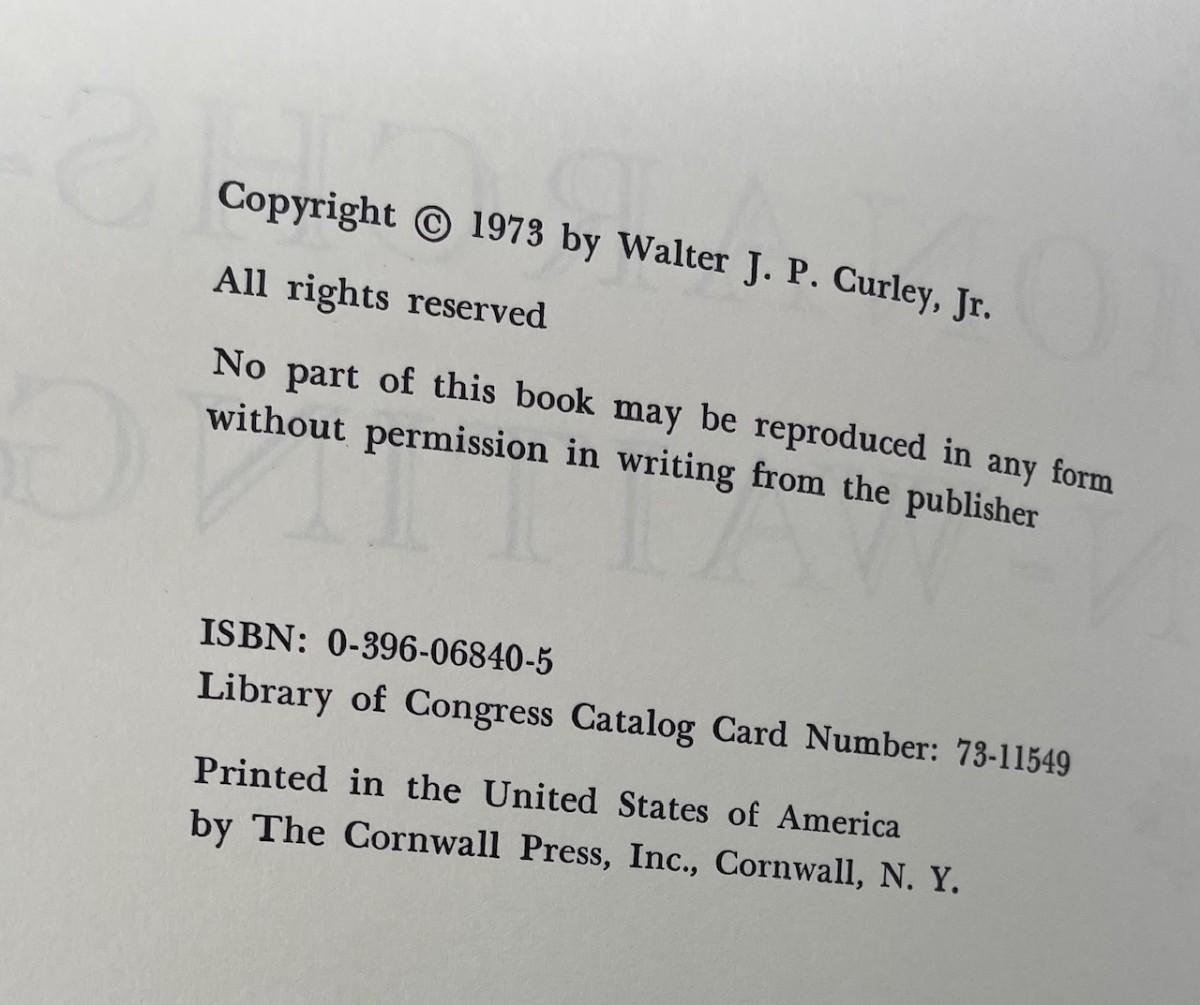 Copyright © 1973 by Walter J. P. Curley, Jr.
All rights reserved
No part of this book may be reproduced in any form
without permission in writing from the publisher
ISBN: 0-396-06840-5
Library of Congress Catalog Card Number: 73-11549
Printed in the United States of America
by The Cornwall Press, Inc., Cornwall, N. Y.